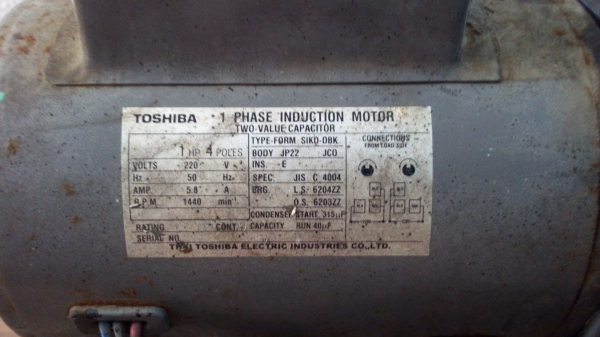 TOSHIBA 1 PHASE INDUCTION MOTOR
TWO-VALUE CAPACITOR
1 HP 4 POLES
VOLTS 220 V
Hz 50 Hz
AMP. 5.8 A
R.P.M 1440 min
RATING CONT.
SERIAL NO.
TYPE-FORM SIKD-DBK
BODY JP22 JC0
INS. E
SPEC. JIS C 4004
BRG. L.S 6204ZZ
O.S. 6203ZZ
CONDENSER START 315µF
CAPACITY RUN 40µF
CONNECTIONS
FROM LOAD SIDE
THAI TOSHIBA ELECTRIC INDUSTRIES CO.,LTD.